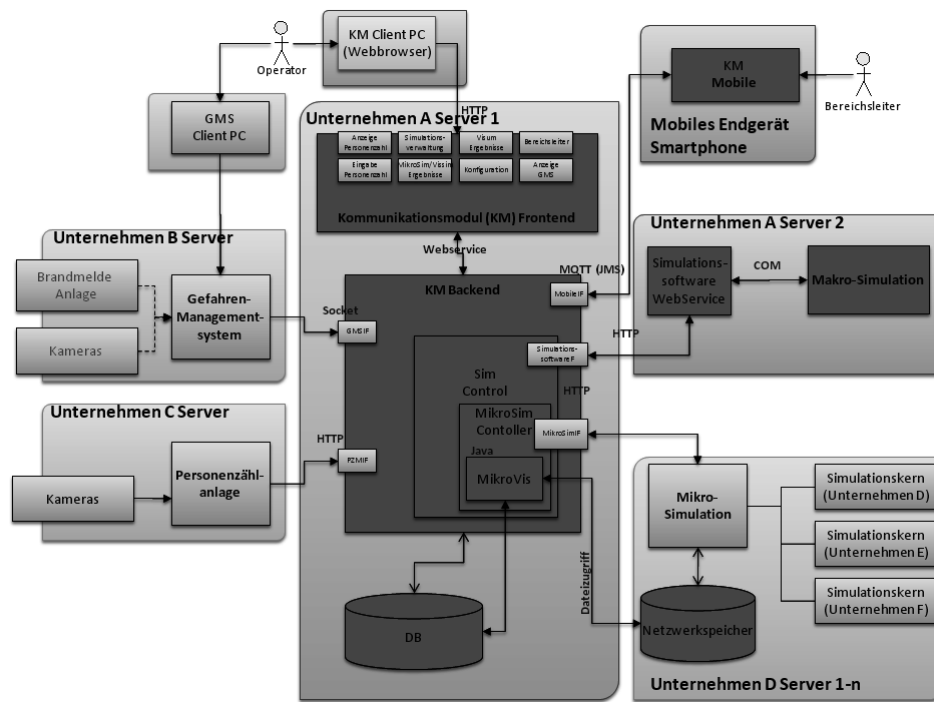 KM Client PC
(Webbrowser)
Operator
GMS
Client PC
KM
Mobile
Bereichsleiter
Mobiles Endgerät
Smartphone
HTTP
Unternehmen A Server 1
Anzeige
Personenzahl
Simulations-
verwaltung
Visum
Ergebnisse
Bereichsleiter
Eingabe
Personenzahl
MikroSim/Vissim
Ergebnisse
Konfiguration
Anzeige
GMS
Kommunikationsmodul (KM) Frontend
Webservice
Unternehmen B Server
Brandmelde
Anlage
Kameras
Gefahren-
Management-
system
Socket
GMSIF
KM Backend
MQTT (JMS)
MobileIF
Simulations-
softwareIF
HTTP
HTTP
Sim
Control
MikroSim
Contoller
MikroSimIF
Java
MikroVis
Unternehmen A Server 2
Simulations-
software
WebService
COM
Makro-Simulation
Unternehmen C Server
Kameras
Personenzähl-
anlage
HTTP
PZMIF
DB
Dateizugriff
Mikro-
Simulation
Simulationskern
(Unternehmen D)
Simulationskern
(Unternehmen E)
Simulationskern
(Unternehmen F)
Netzwerkspeicher
Unternehmen D Server 1-n